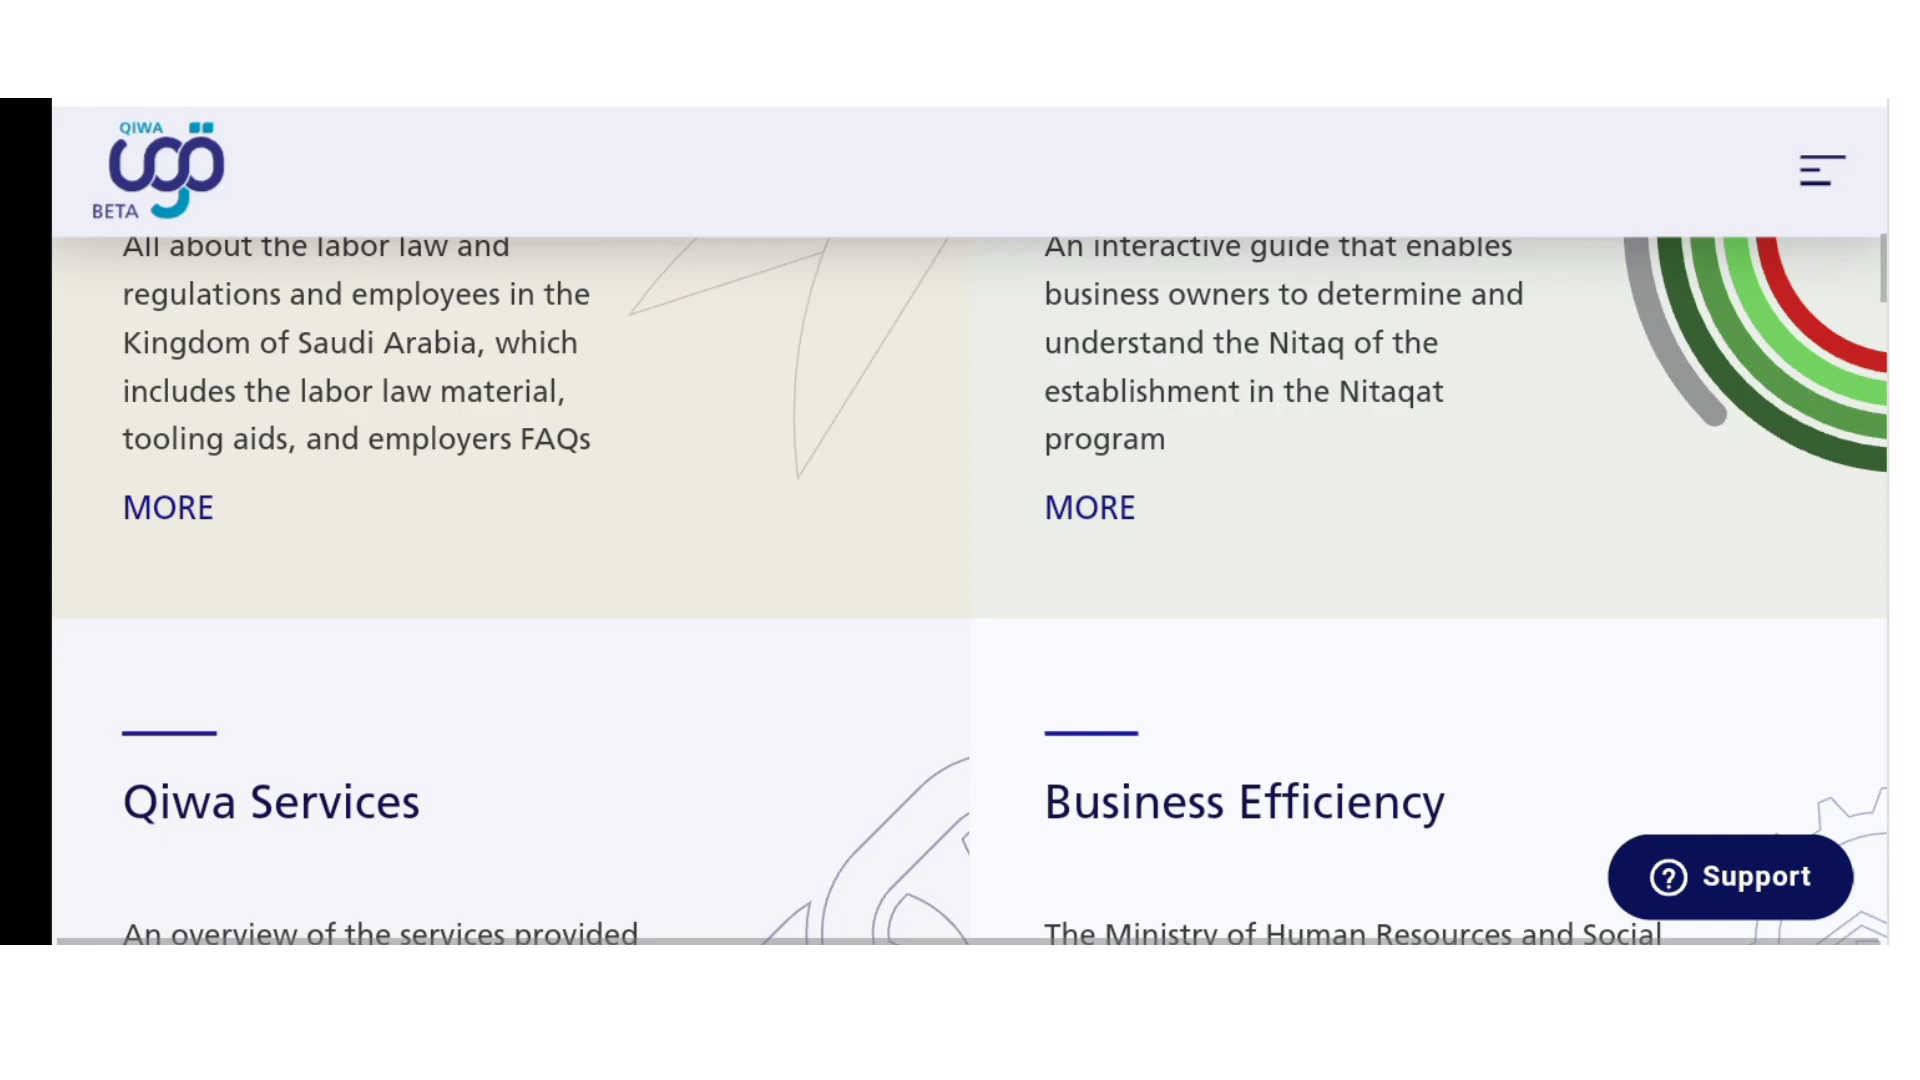 QIWA
قوى
BETA
All about the labor law and
regulations and employees in the
Kingdom of Saudi Arabia, which
includes the labor law material,
tooling aids, and employers FAQs
MORE
An interactive guide that enables
business owners to determine and
understand the Nitaq of the
establishment in the Nitaqat
program
MORE
Qiwa Services
An overview of the services provided
Business Efficiency
The Ministry of Human Resources and Social
? Support